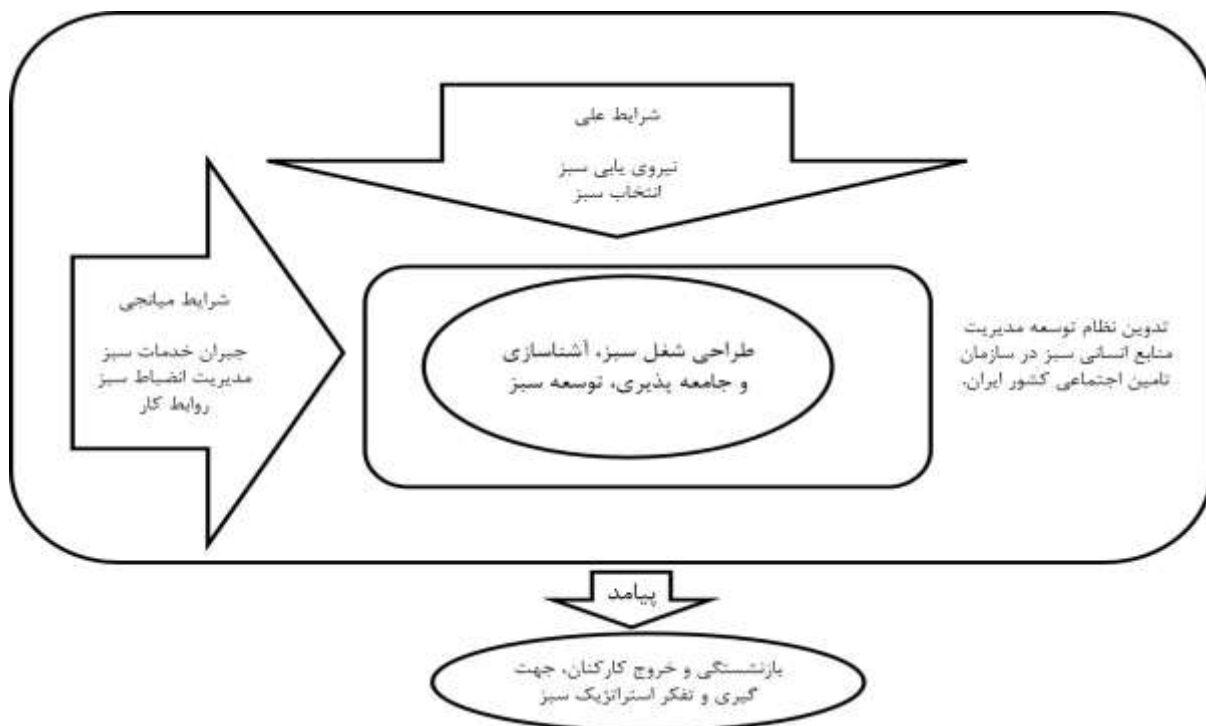 شرایط علی
نیروی یابی سبز
انتخاب سبز
شرایط میانجی
جبران خدمات سبز
مدیریت انضباط سبز
روابط کار
طراحی شغل سبز، آشناسازی
و جامعه پذیری، توسعه سبز
تدوین نظام توسعه مدیریت
منابع انسانی سبز در سازمان
تامین اجتماعی کشور ایران.
پیامد
بازنشستگی و خروج کارکنان، جهت
گیری و تفکر استراتژیک سبز